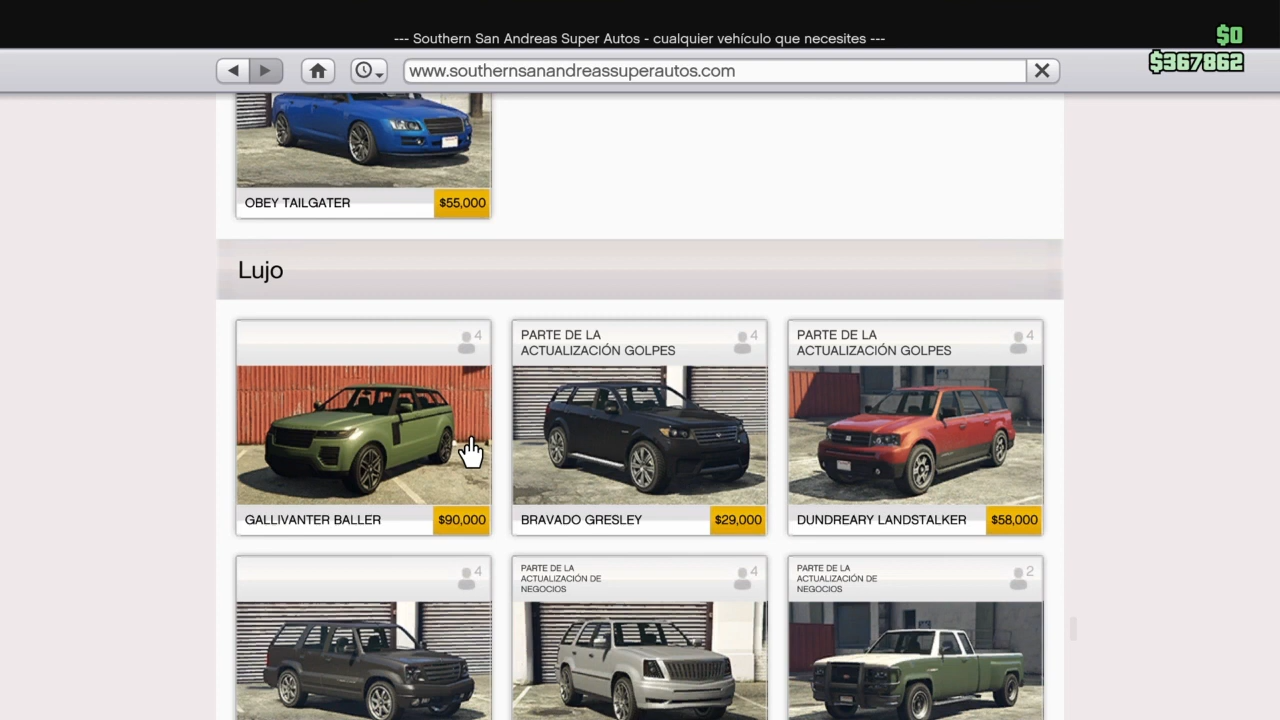 --- Southern San Andreas Super Autos - cualquier vehículo que necesites ---
$0
$367862
www.southernsanandreassuperautos.com
OBEY TAILGATER
$55,000
Lujo
4
PARTE DE LA
ACTUALIZACIÓN GOLPES
4
PARTE DE LA
ACTUALIZACIÓN GOLPES
4
GALLIVANTER BALLER
$90,000
BRAVADO GRESLEY
$29,000
DUNDREARY LANDSTALKER
$58,000
4
PARTE DE LA
ACTUALIZACIÓN DE
NEGOCIOS
4
PARTE DE LA
ACTUALIZACIÓN DE
NEGOCIOS
2